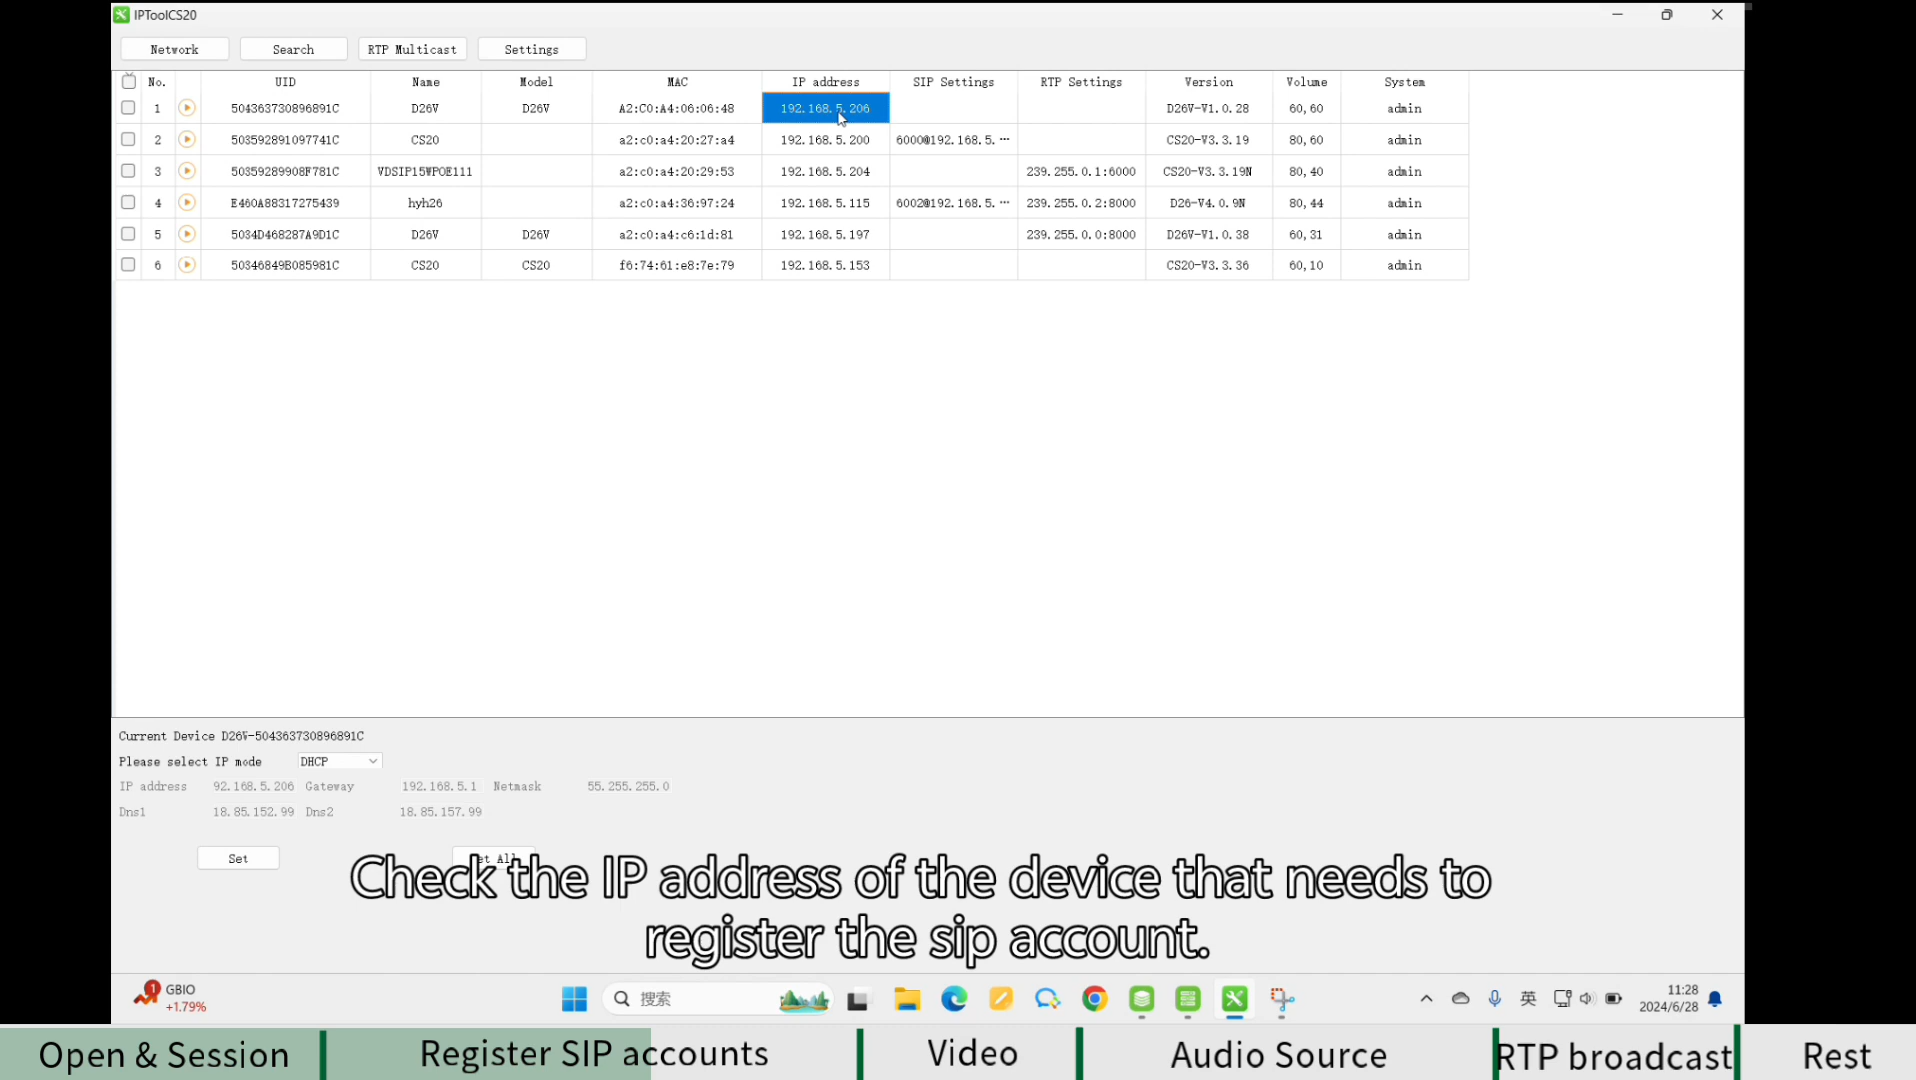 IPToolCS20
Network Search RTP Multicast Settings
No. UID Name Model MAC IP address SIP Settings RTP Settings Version Volume System
1 504363730896891C D26V D26V A2:C0:A4:06:06:48 192.168.5.206 D26V-V1.0.28 60,60 admin
2 503592891097741C CS20 a2:c0:a4:20:27:a4 192.168.5.200 6000@192.168.5.… CS20-V3.3.19 80,60 admin
3 50359289908F781C VDSIP15WPOE111 a2:c0:a4:20:29:53 192.168.5.204 239.255.0.1:6000 CS20-V3.3.19N 80,40 admin
4 E460A88317275439 hyh26 a2:c0:a4:36:97:24 192.168.5.115 6002@192.168.5.… 239.255.0.2:8000 D26-V4.0.9N 80,44 admin
5 5034D468287A9D1C D26V D26V a2:c0:a4:c6:1d:81 192.168.5.197 239.255.0.0:8000 D26V-V1.0.38 60,31 admin
6 50346849B085981C CS20 CS20 f6:74:61:e8:7e:79 192.168.5.153 CS20-V3.3.36 60,10 admin
Current Device D26V-504363730896891C
Please select IP mode DHCP
IP address 92.168.5.206 Gateway 192.168.5.1 Netmask 55.255.255.0
Dns1 18.85.152.99 Dns2 18.85.157.99
Set
Check the IP address of the device that needs to
register the sip account.
1 GBIO
+1.79%
搜索
英
11:28
2024/6/28
Open & Session Register SIP accounts Video Audio Source RTP broadcast Rest